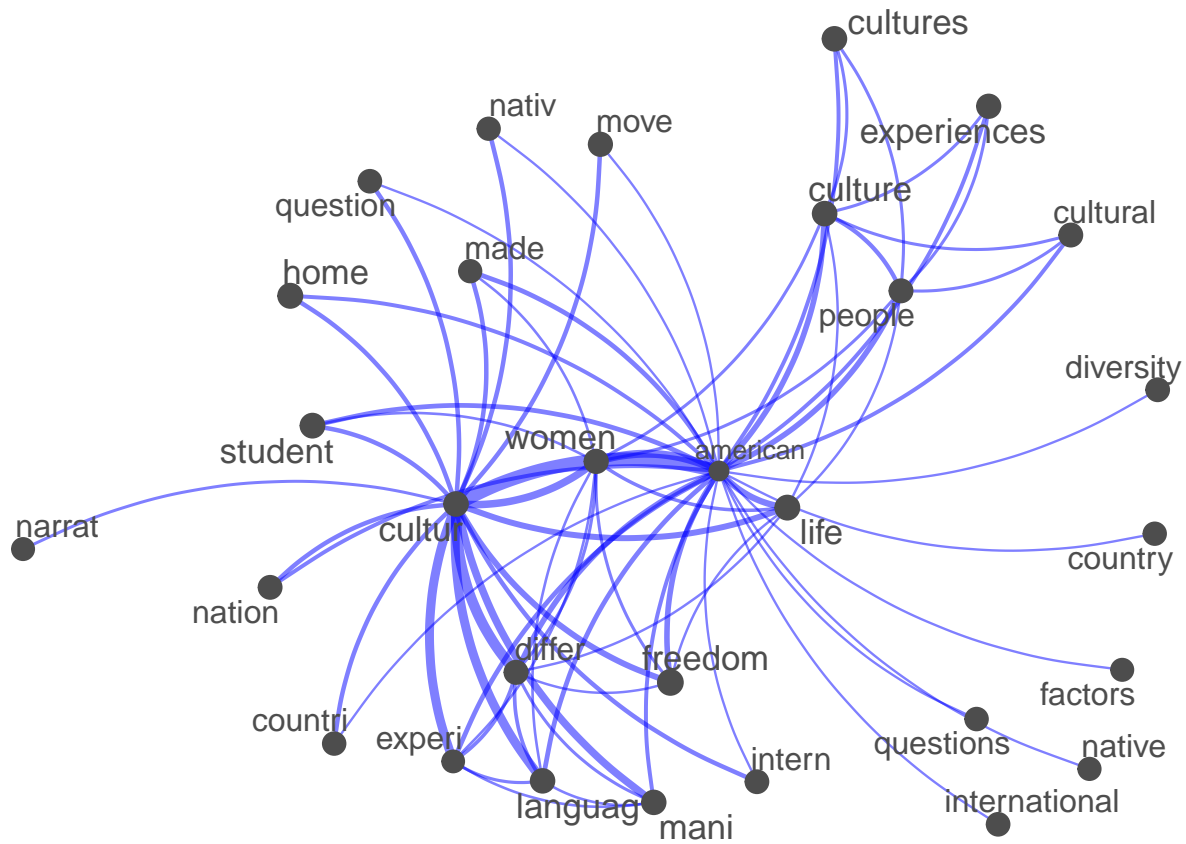 cultures
nativ
move
experiences
question
culture
cultural
made
home
people
diversity
women
american
student
narrat
cultur
life
country
nation
differ
freedom
factors
countri
experi
questions
native
intern
languag
international
mani